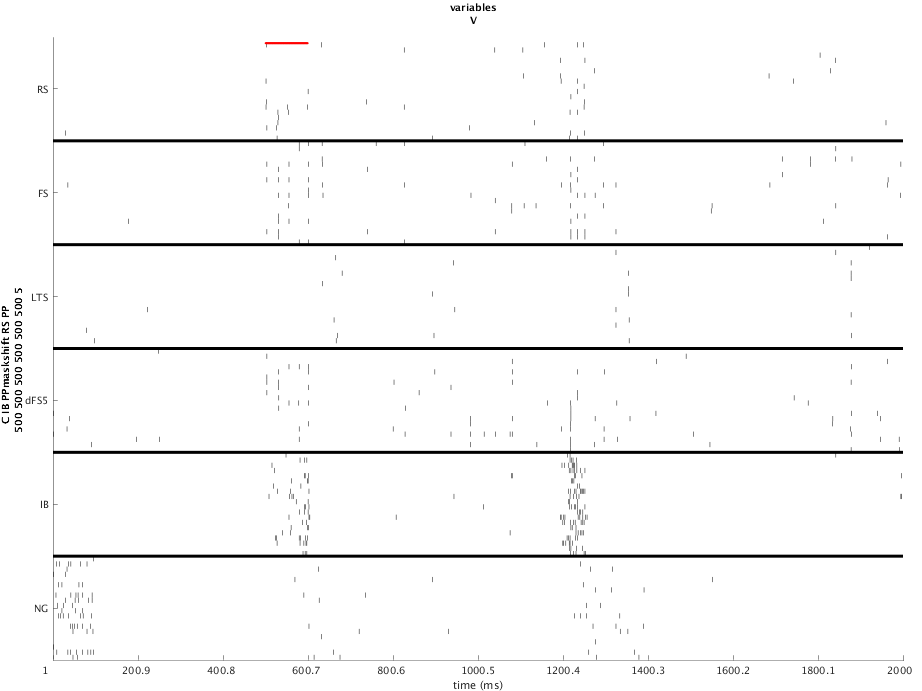 variables
V
RS
FS
LTS
dFS5
IB
NG
C IB PPmaskshift RS PP
500 500 500 500 500 5
1
200.9
400.8
600.7
800.6
1000.5
1200.4
1400.3
1600.2
1800.1
2000
time (ms)